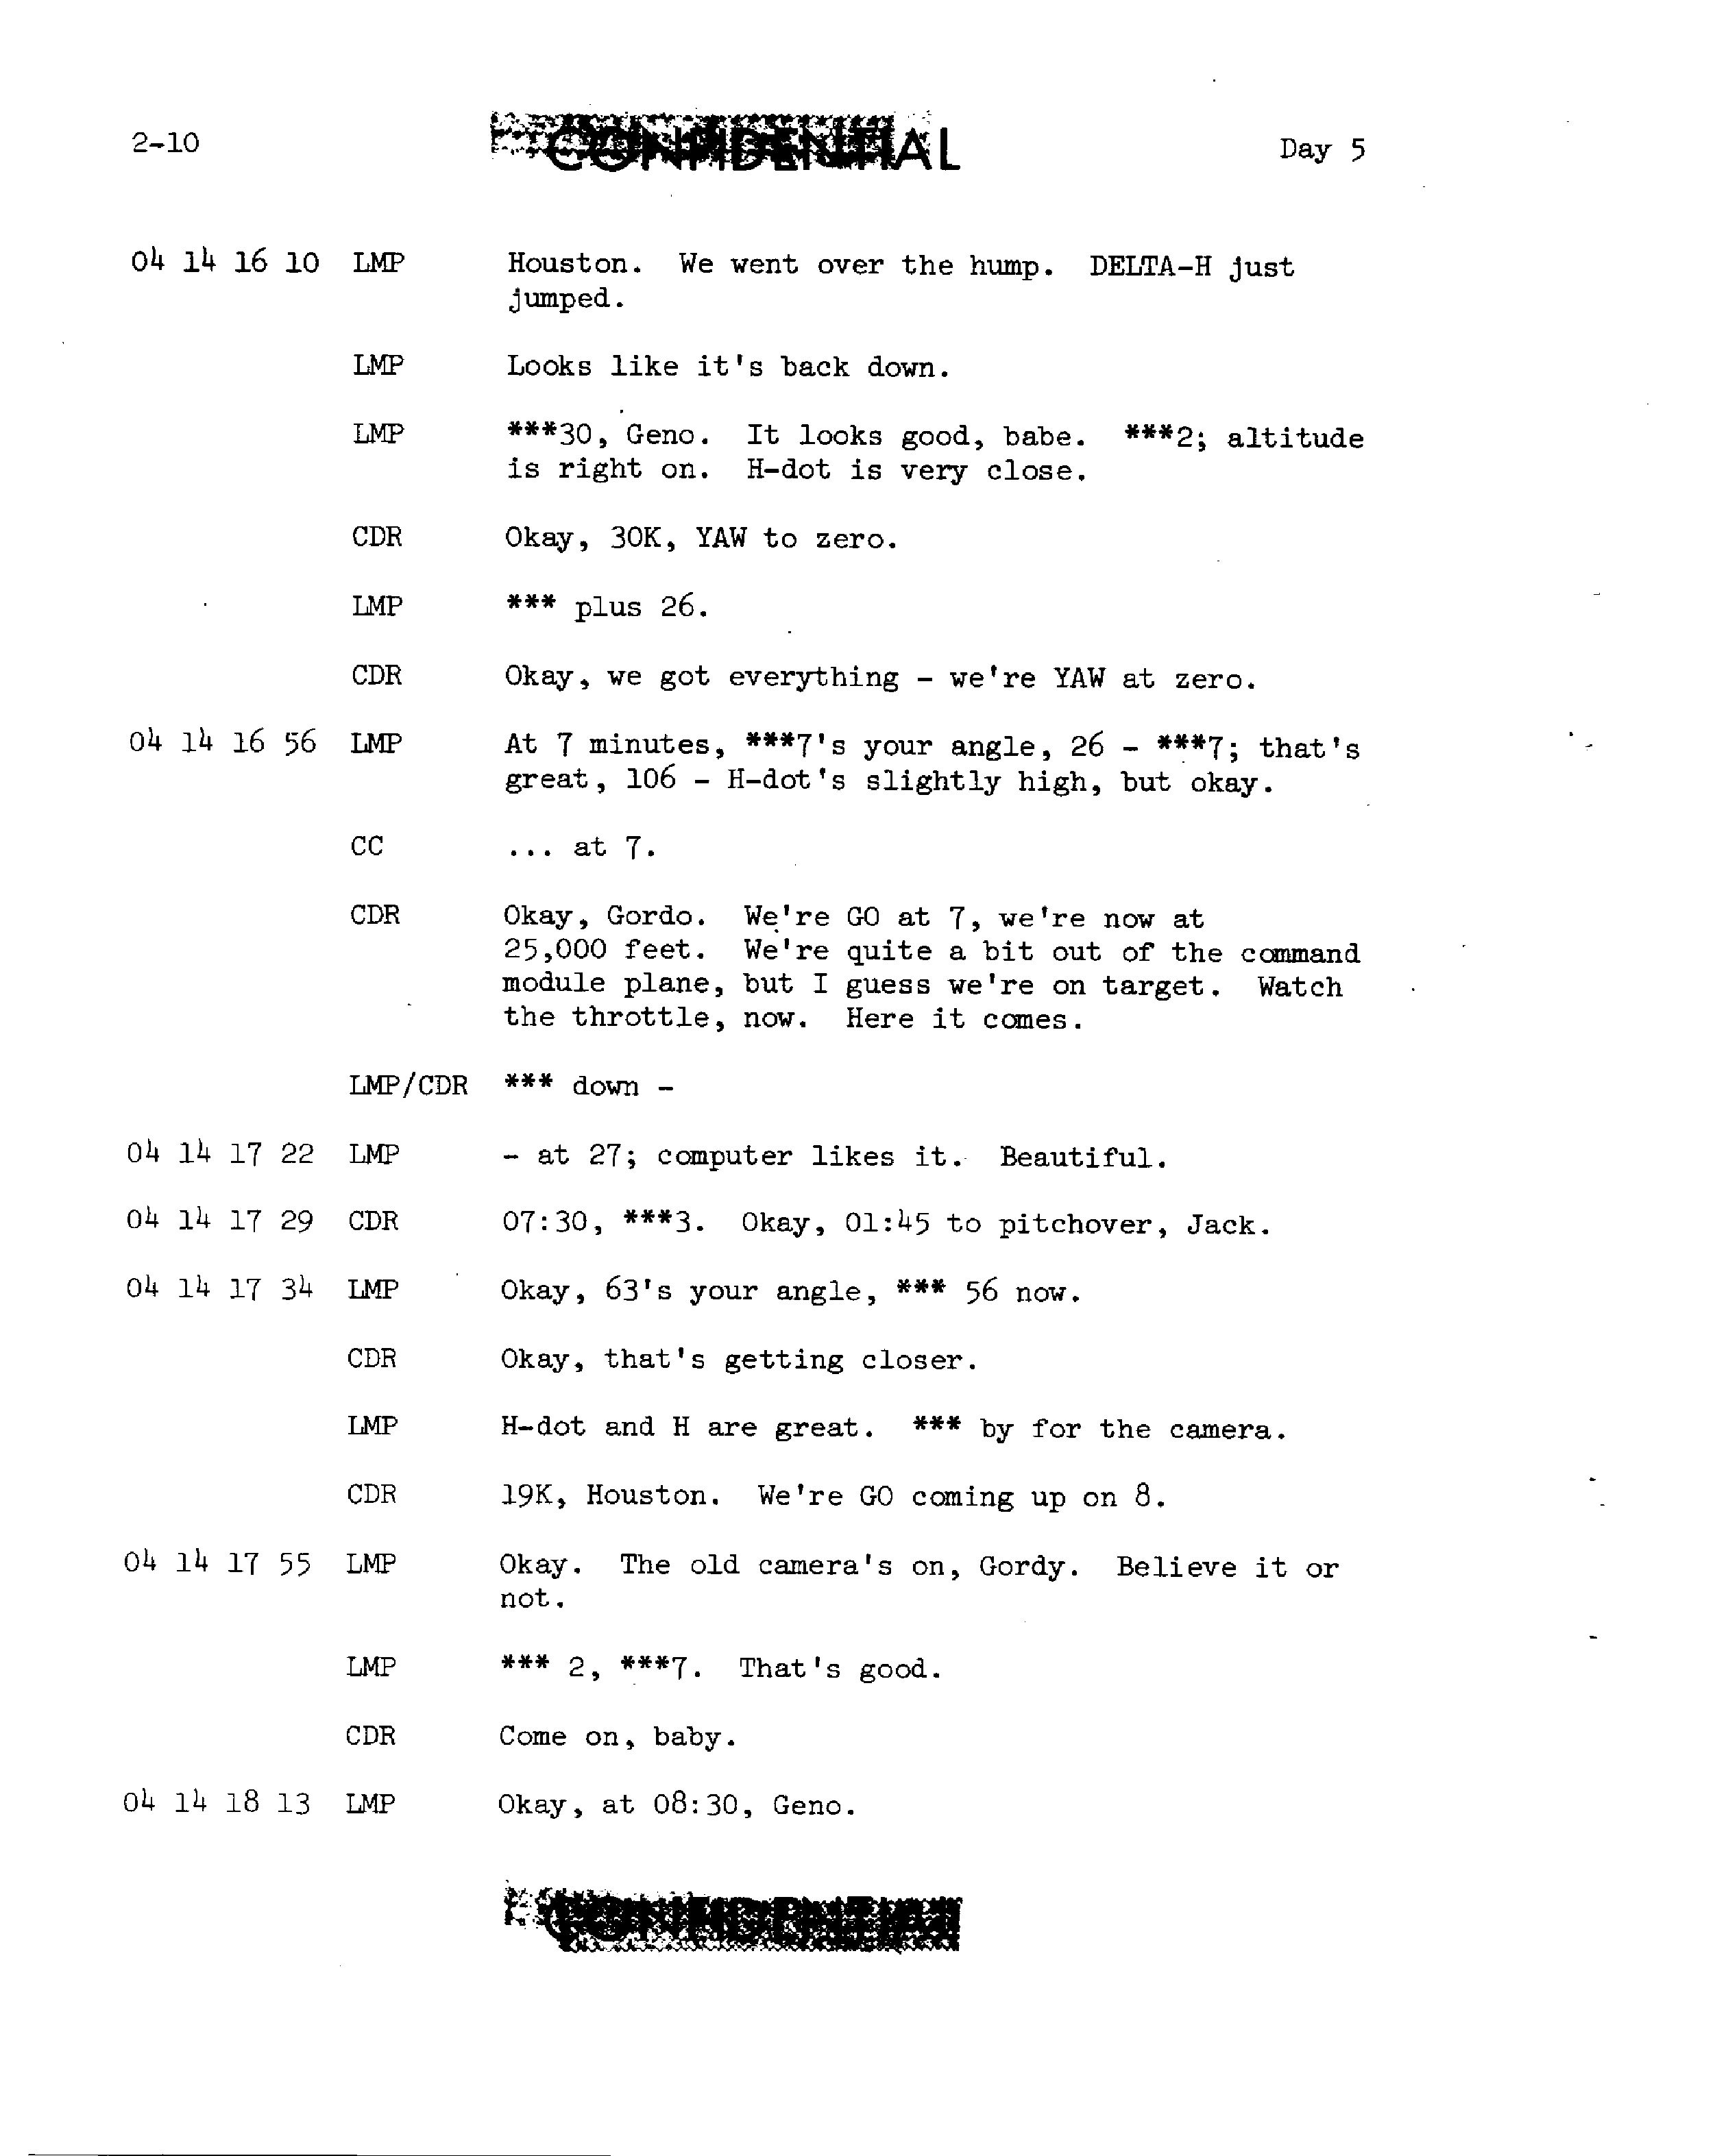 2-10
CONFIDENTIAL
Day 5
04 14 16 10 LMP Houston. We went over the hump. DELTA-H just
jumped.
LMP Looks like it's back down.
LMP ***30, Geno. It looks good, babe. ***2; altitude
is right on. H-dot is very close.
CDR Okay, 30K, YAW to zero.
LMP *** plus 26.
CDR Okay, we got everything - we're YAW at zero.
04 14 16 56 LMP At 7 minutes, ***7's your angle, 26 - ***7; that's
great, 106 - H-dot's slightly high, but okay.
CC ... at 7.
CDR Okay, Gordo. We're GO at 7, we're now at
25,000 feet. We're quite a bit out of the command
module plane, but I guess we're on target. Watch
the throttle, now. Here it comes.
LMP/CDR *** down -
04 14 17 22 LMP - at 27; computer likes it. Beautiful.
04 14 17 29 CDR 07:30, ***3. Okay, 01:45 to pitchover, Jack.
04 14 17 34 LMP Okay, 63's your angle, *** 56 now.
CDR Okay, that's getting closer.
LMP H-dot and H are great. *** by for the camera.
CDR 19K, Houston. We're GO coming up on 8.
04 14 17 55 LMP Okay. The old camera's on, Gordy. Believe it or
not.
LMP *** 2, ***7. That's good.
CDR Come on, baby.
04 14 18 13 LMP Okay, at 08:30, Geno.
CONFIDENTIAL